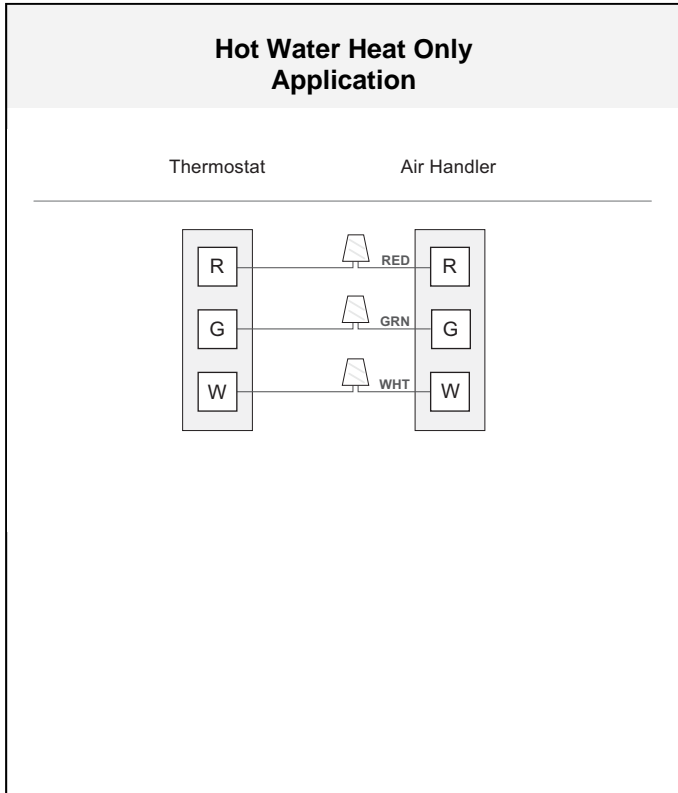 Hot Water Heat Only
Application
Thermostat
Air Handler
R
RED
R
G
GRN
G
W
WHT
W